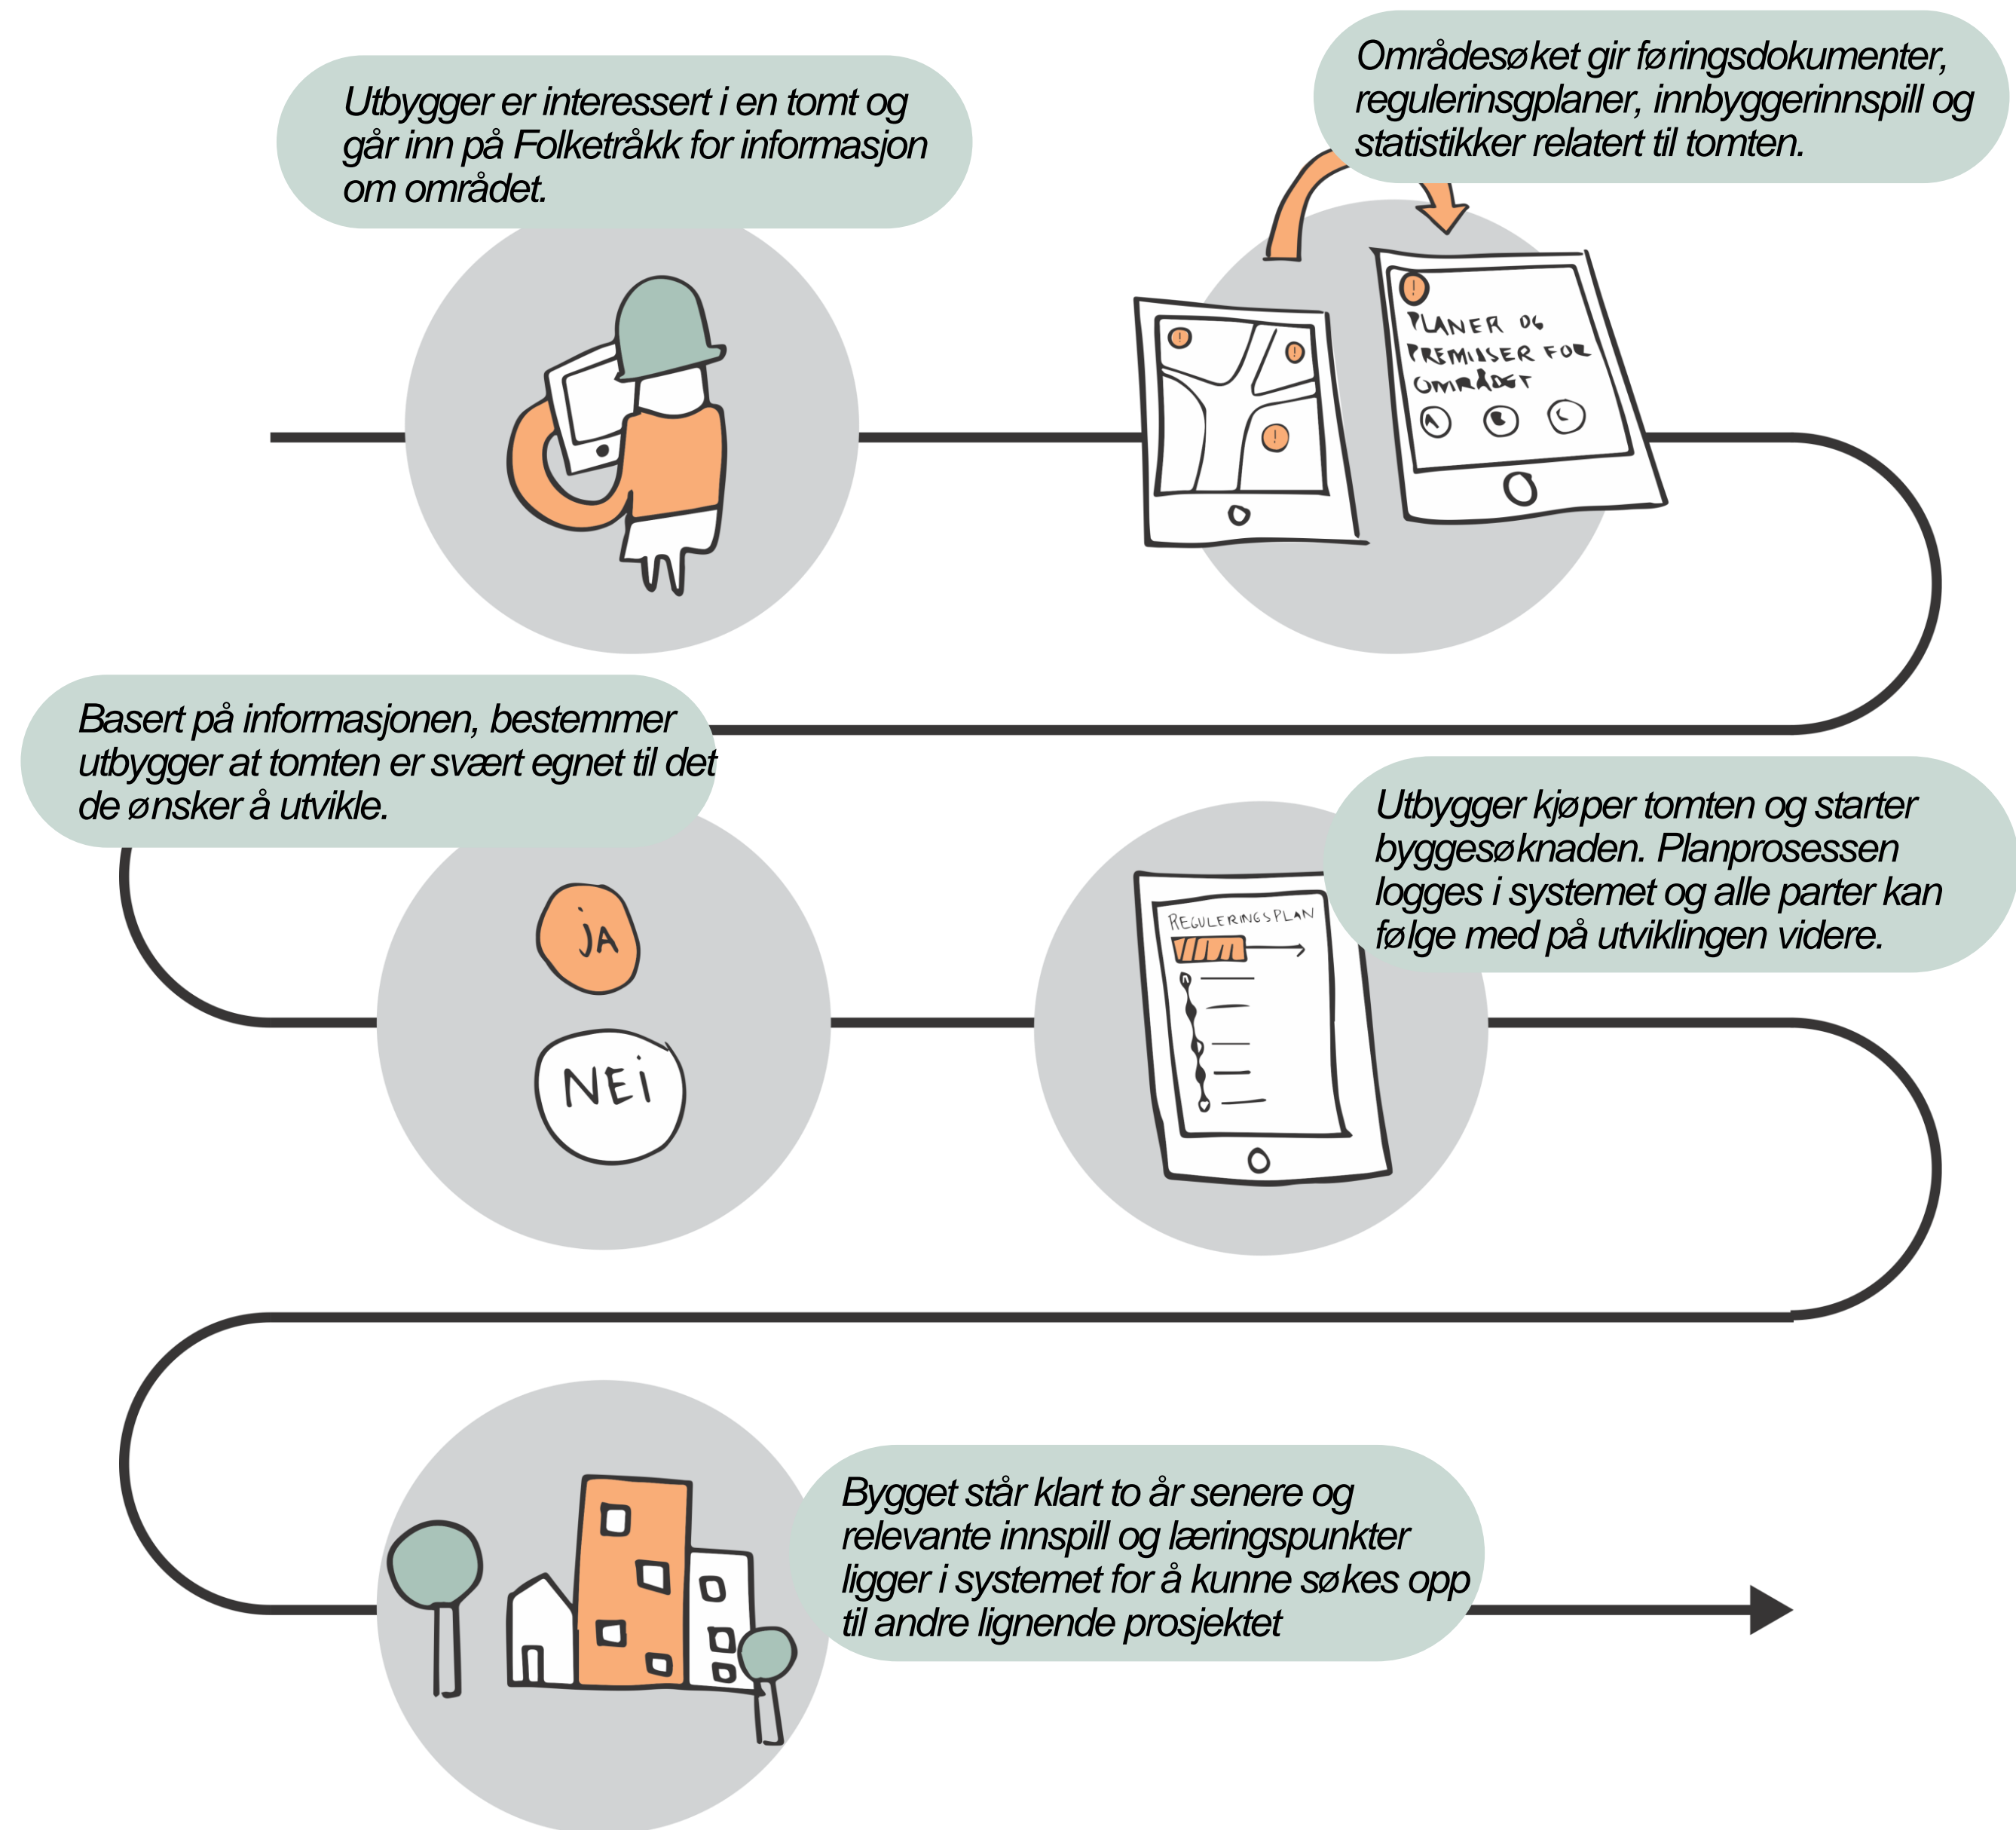 Utbygger er interessert i en tomt og
går inn på Folketråkk for informasjon
om området.
Områdesøket gir føringsdokumenter,
regulerinsgplaner, innbyggerinnspill og
statistikker relatert til tomten.
!
!
!
!
PLANER OG
PREMISSER FOR
OMRÅDET
A B C
Basert på informasjonen, bestemmer
utbygger at tomten er svært egnet til det
de ønsker å utvikle.
jA
NEi
Utbygger kjøper tomten og starter
byggesøknaden. Planprosessen
logges i systemet og alle parter kan
følge med på utviklingen videre.
REGULERINGSPLAN
Bygget står klart to år senere og
relevante innspill og læringspunkter
ligger i systemet for å kunne søkes opp
til andre lignende prosjektet